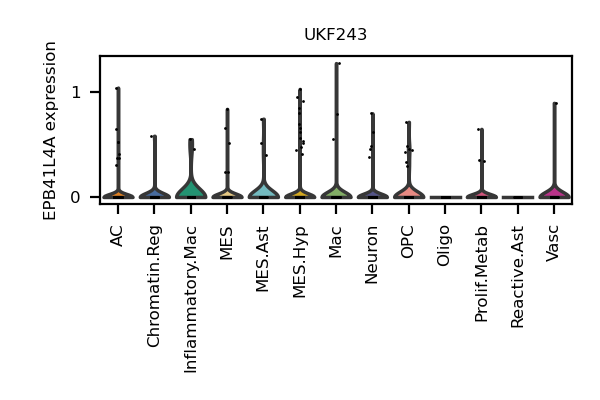 UKF243
EPB41L4A expression
1
0
AC
Chromatin.Reg
Inflammatory.Mac
MES
MES.Ast
MES.Hyp
Mac
Neuron
OPC
Oligo
Prolif.Metab
Reactive.Ast
Vasc